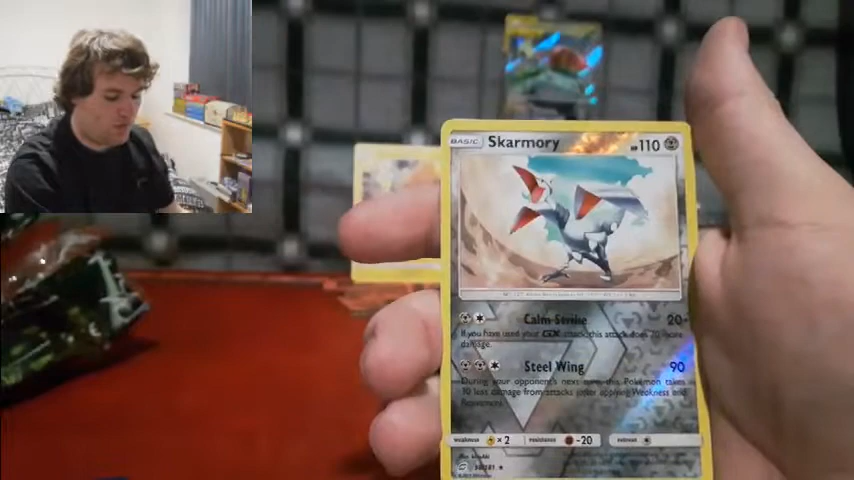 BASIC Skarmory 110
Calm Strike 20+
If you have used your GX attack, this attack does 70 more
damage.
Steel Wing 90
During your opponent's next turn, this Pokémon takes
30 less damage from attacks (after applying Weakness and
Resistance).
weakness × 2 resistance -20 retreat